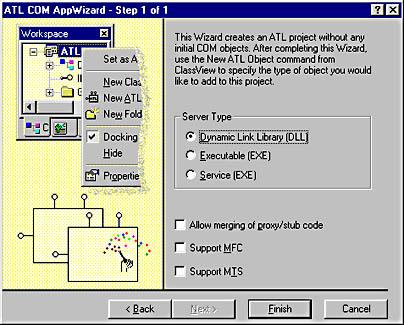 ATL COM AppWizard - Step 1 of 1
Workspace
ATL
Set as A
New Clas
New ATL
New Fold
Docking
Hide
Propertie
This Wizard creates an ATL project without any
initial COM objects. After completing this Wizard,
use the New ATL Object command from
ClassView to specify the type of object you would
like to add to this project.
Server Type
Dynamic Link Library (DLL)
Executable (EXE)
Service (EXE)
Allow merging of proxy/stub code
Support MFC
Support MTS
< Back
Next >
Finish
Cancel